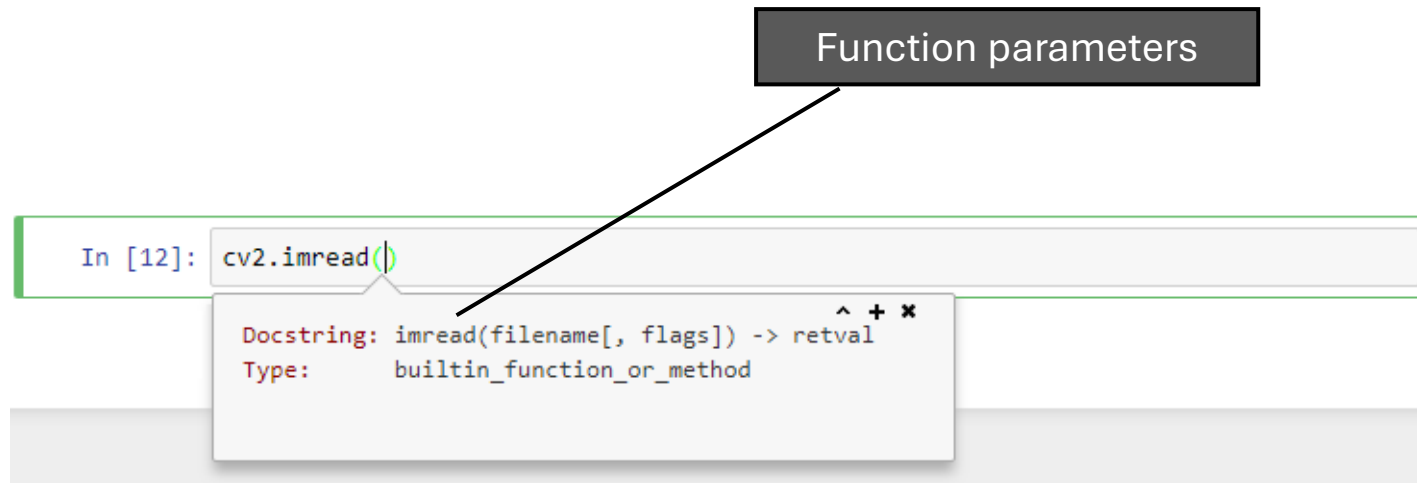 Function parameters
In [12]: cv2.imread()
Docstring: imread(filename[, flags]) -> retval
Type: builtin_function_or_method